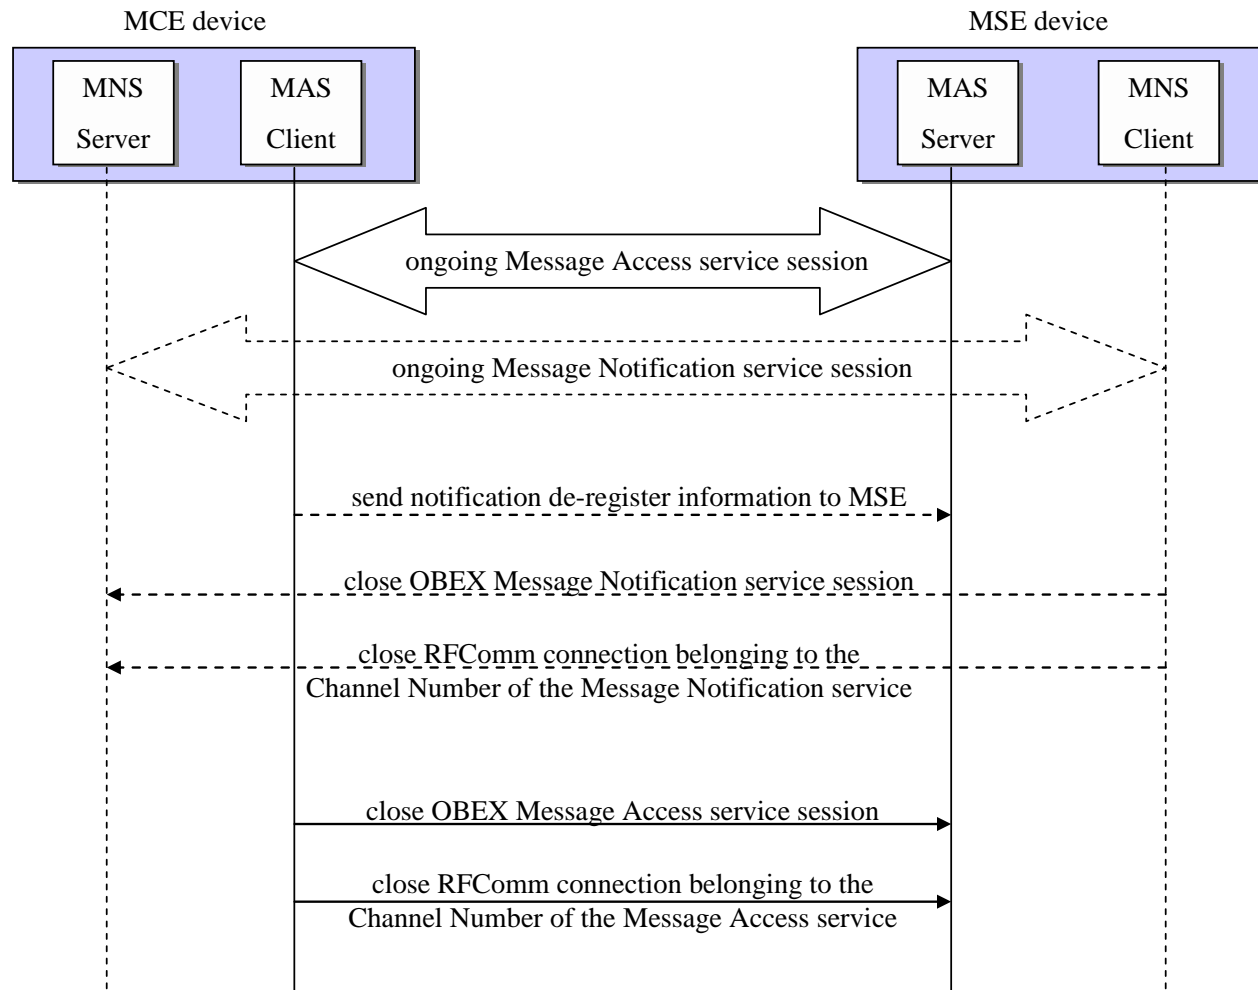 MCE device
MSE device
MNS
Server
MAS
Client
MAS
Server
MNS
Client
ongoing Message Access service session
ongoing Message Notification service session
send notification de-register information to MSE
close OBEX Message Notification service session
close RFComm connection belonging to the
Channel Number of the Message Notification service
close OBEX Message Access service session
close RFComm connection belonging to the
Channel Number of the Message Access service